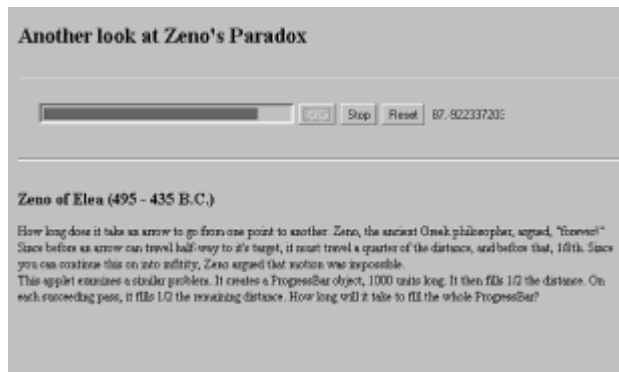 Another look at Zeno's Paradox
Stop Reset 87.-92233720
Zeno of Elea (495 - 435 B.C.)
How long does it take an arrow to go from one point to another. Zeno, the ancient Greek philosopher, argued, "forever!"
Since before an arrow can travel half-way to it's target, it must travel a quarter of the distance, and before that, 1/8th. Since
you can continue this on into Zeno argued that motion was impossible.
This applet examines a similar problem. It creates a ProgressBar object, 1000 units long. It then fills 1/2 the distance. On
each succeeding pass, it fills 1/2 the remaining distance. How long will it take to fill the whole ProgressBar?